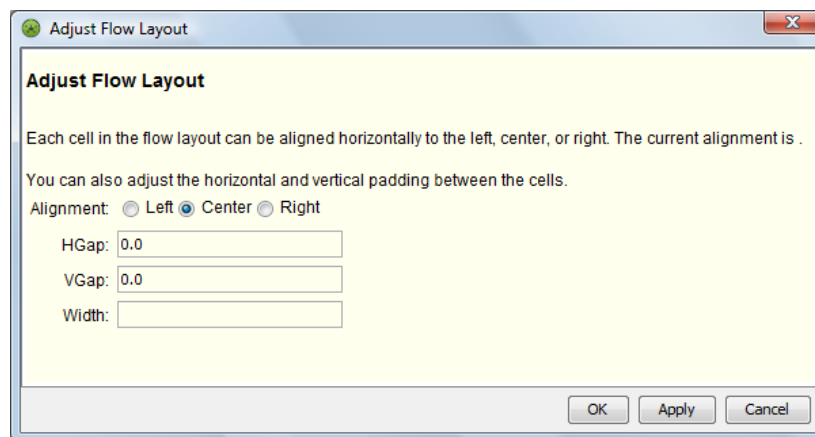 Adjust Flow Layout
Adjust Flow Layout
Each cell in the flow layout can be aligned horizontally to the left, center, or right. The current alignment is .
You can also adjust the horizontal and vertical padding between the cells.
Alignment: Left Center Right
HGap: 0.0
VGap: 0.0
Width:
OK Apply Cancel